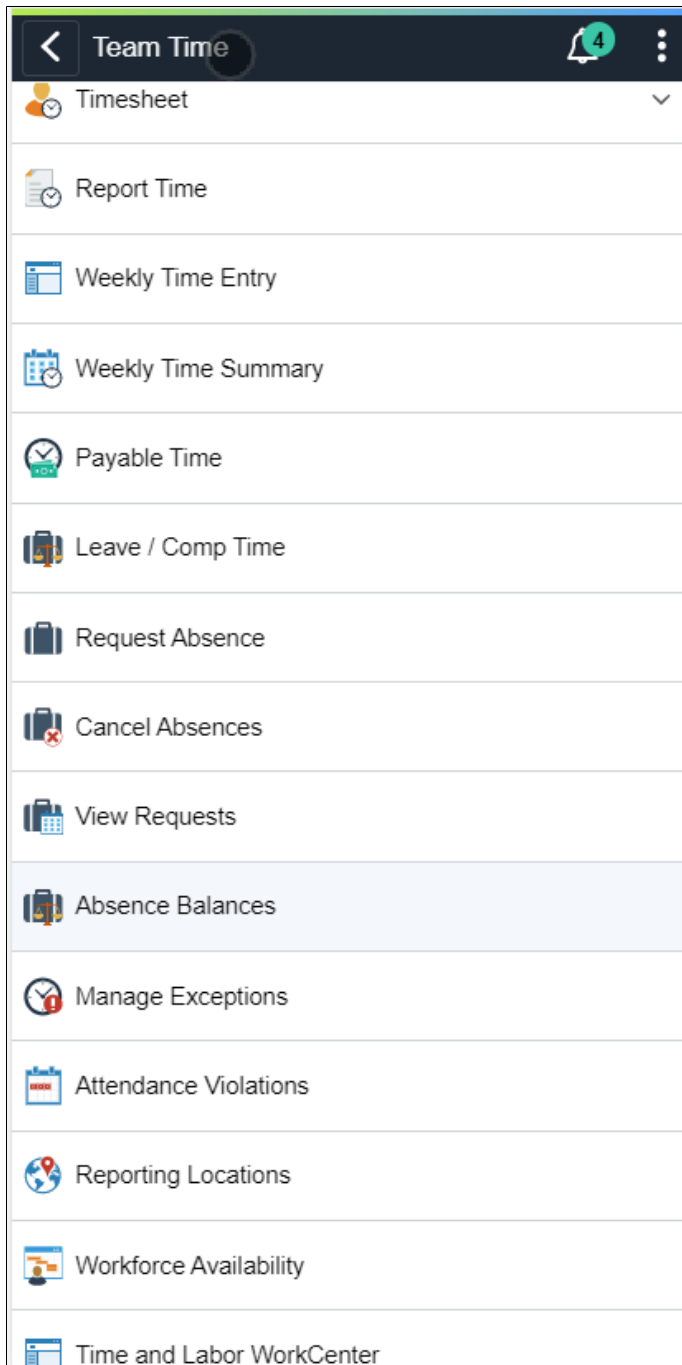 Team Time
4
Timesheet
Report Time
Weekly Time Entry
Weekly Time Summary
Payable Time
Leave / Comp Time
Request Absence
Cancel Absences
View Requests
Absence Balances
Manage Exceptions
Attendance Violations
Reporting Locations
Workforce Availability
Time and Labor WorkCenter